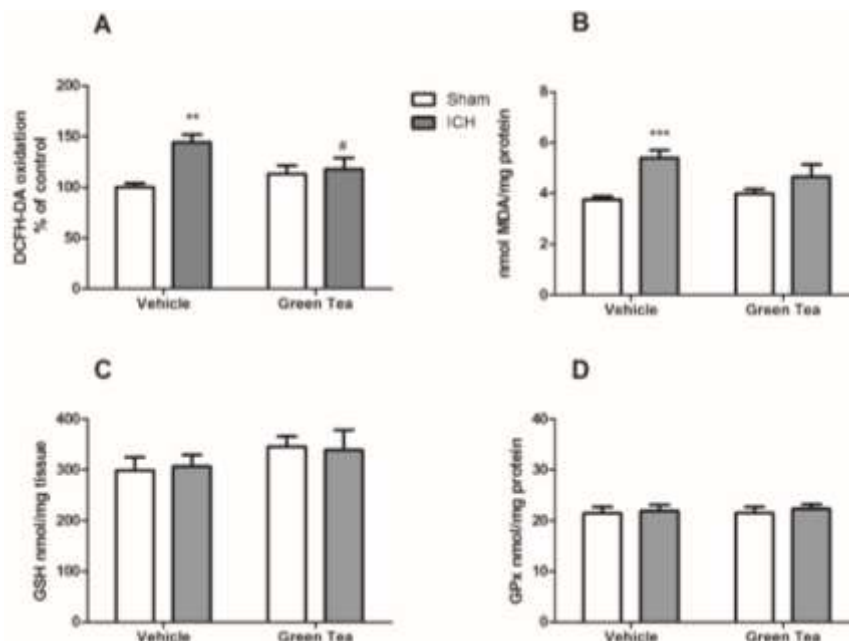 A
DCFH-DA oxidation
% of control
200
150
100
50
0
**
#
Vehicle
Green Tea
Sham
ICH
B
nmol MDA/mg protein
8
6
4
2
0
***
Vehicle
Green Tea
C
GSH nmol/mg tissue
400
300
200
100
0
Vehicle
Green Tea
D
GPx nmol/mg protein
40
30
20
10
0
Vehicle
Green Tea